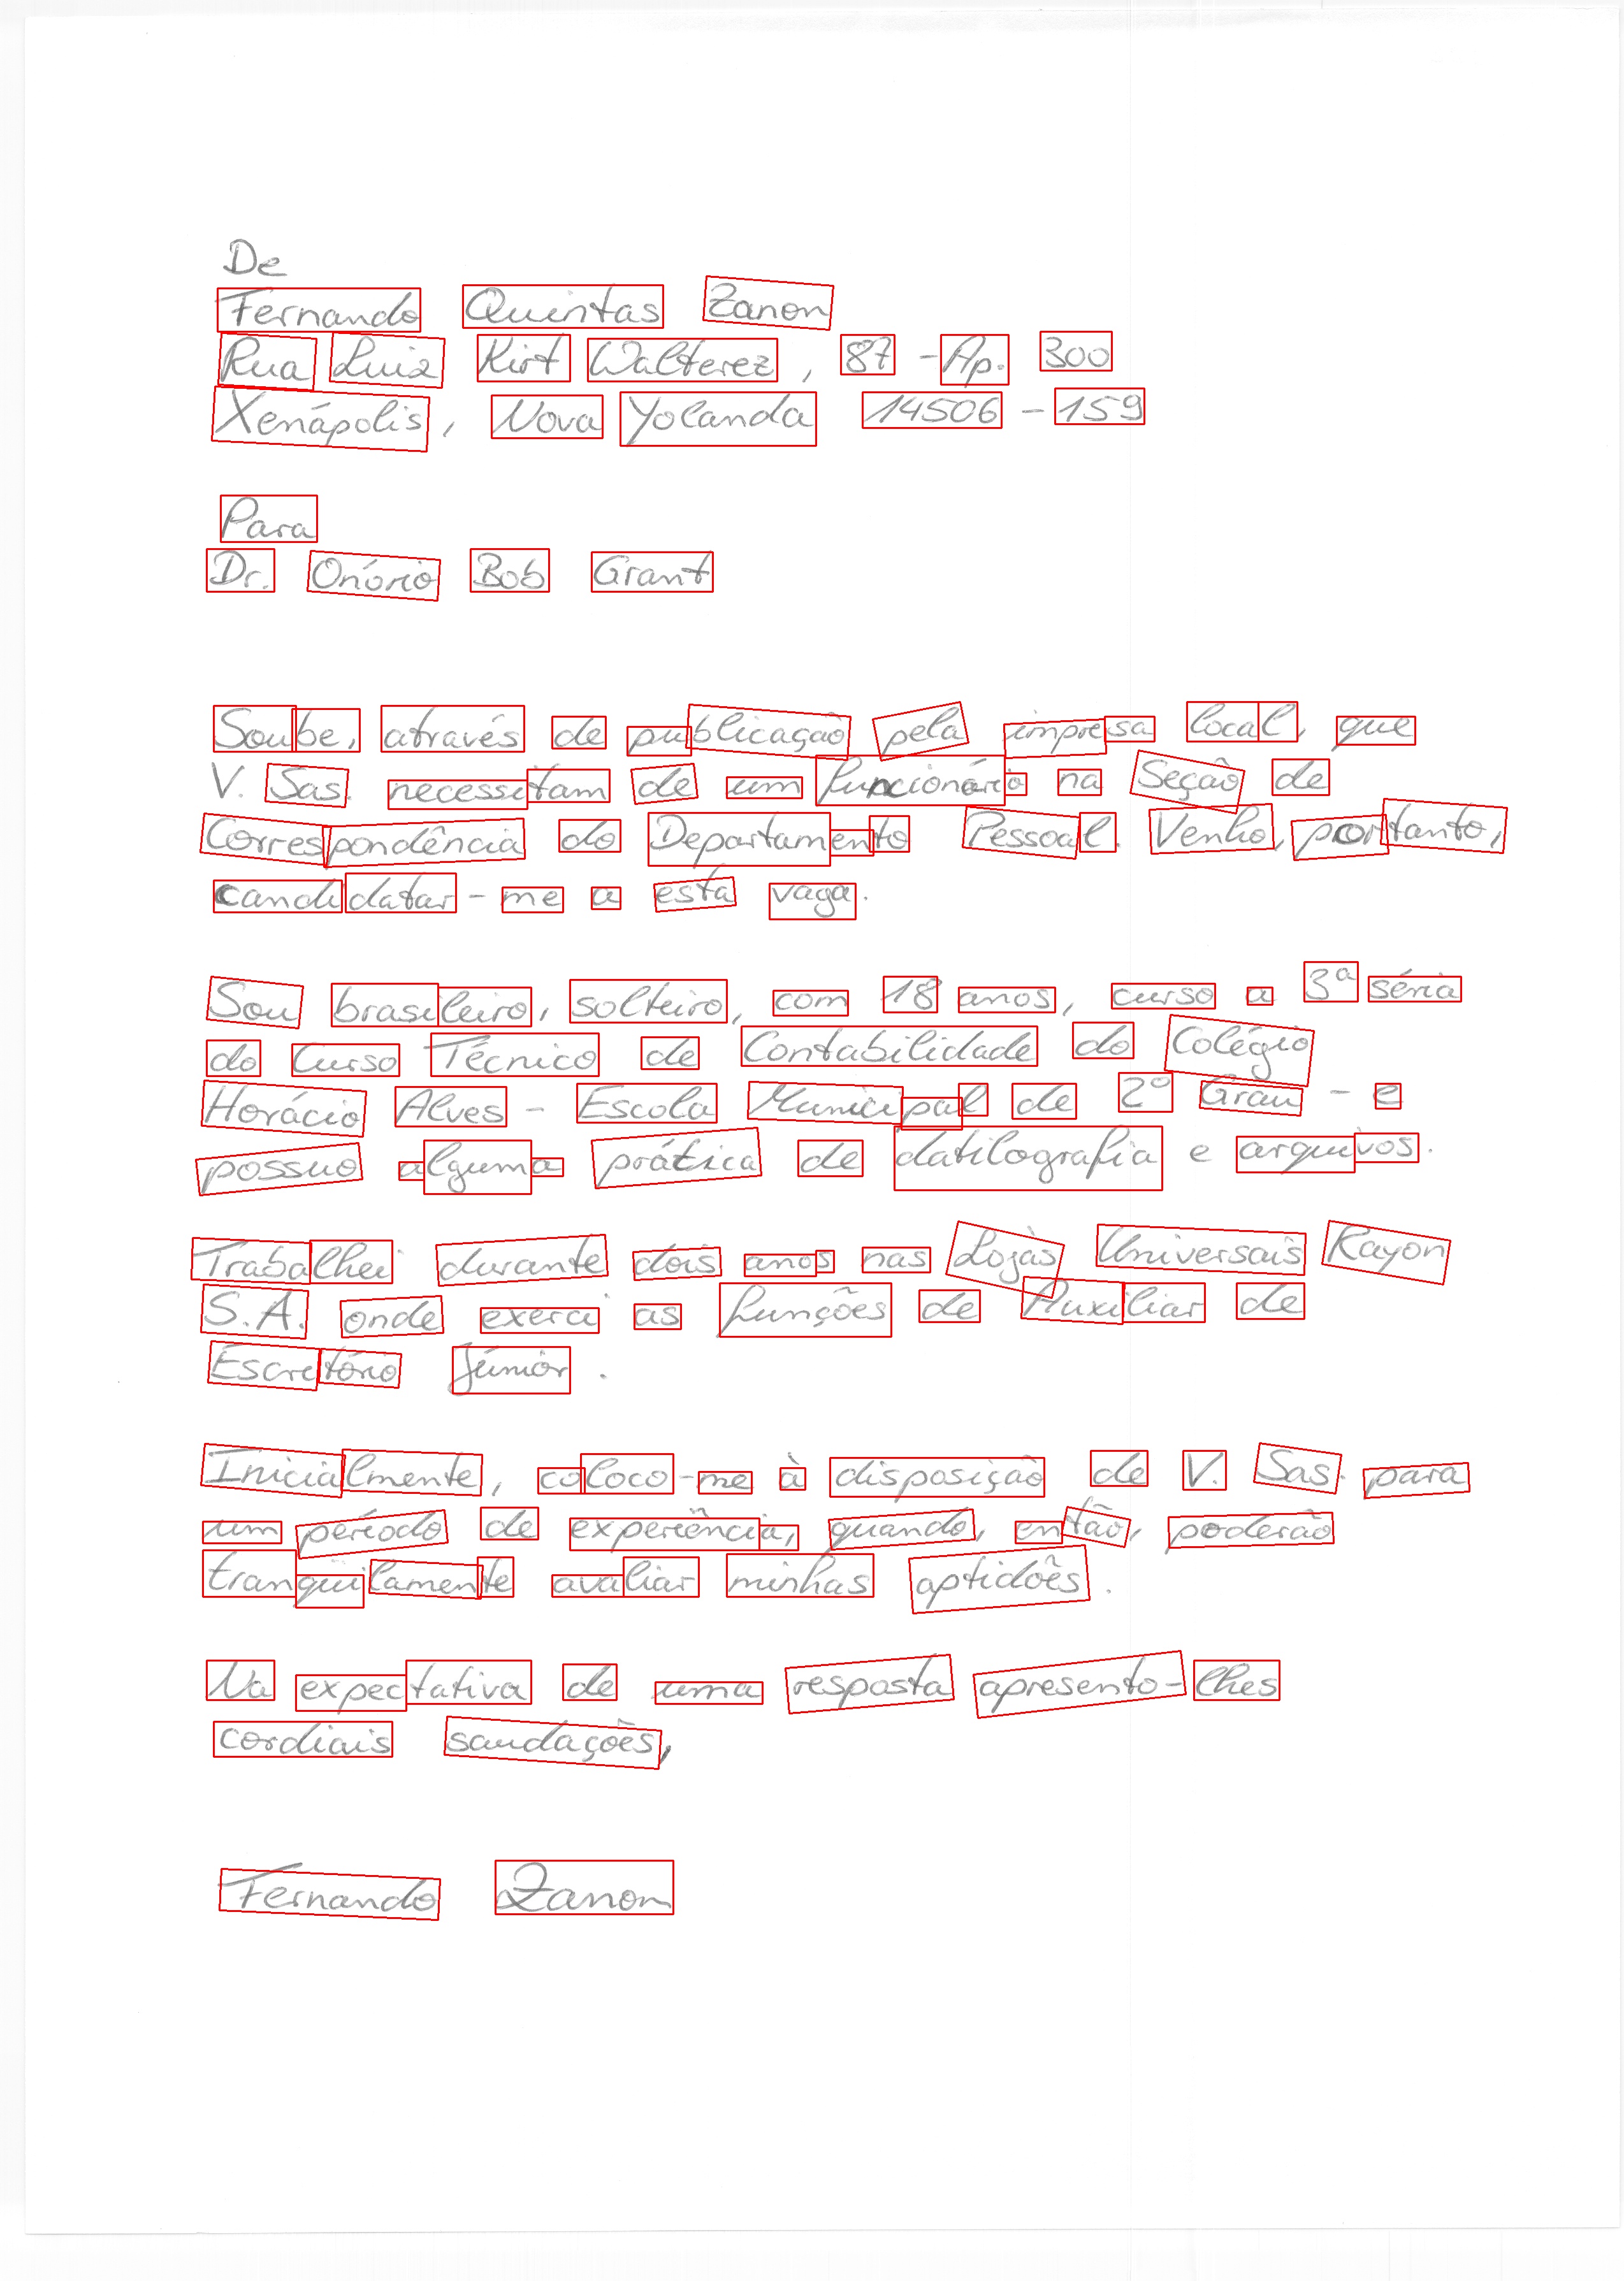 De
Fernando Quintas Zanon
Rua Luiz Kirt Walterez, 87 - Ap. 300
Xenápolis, Nova Yolanda 14506 - 159
Para
Dr. Onório Bob Grant
Soube, através de publicação pela impresa local, que
V. Sas. necessitam de um funcionário na Seção de
Correspondência do Departamento Pessoal. Venho, portanto,
candidatar-me a esta vaga.
Sou brasileiro, solteiro, com 18 anos, curso a 3ª séria
do Curso Técnico de Contabilidade do Colégio
Horácio Alves - Escola Municipal de 2º Grau - e
possuo alguma prática de datilografia e arquivos.
Trabalhei durante dois anos nas Lojas Universais Rayon
S.A. onde exerci as funções de Auxiliar de
Escretório Júnior.
Inicialmente, coloco-me à disposição de V. Sas. para
um período de experiência, quando, então, poderão
tranqüilamente avaliar minhas aptidões.
Na expectativa de uma resposta apresento-lhes
cordiais saudações,
Fernando Zanon